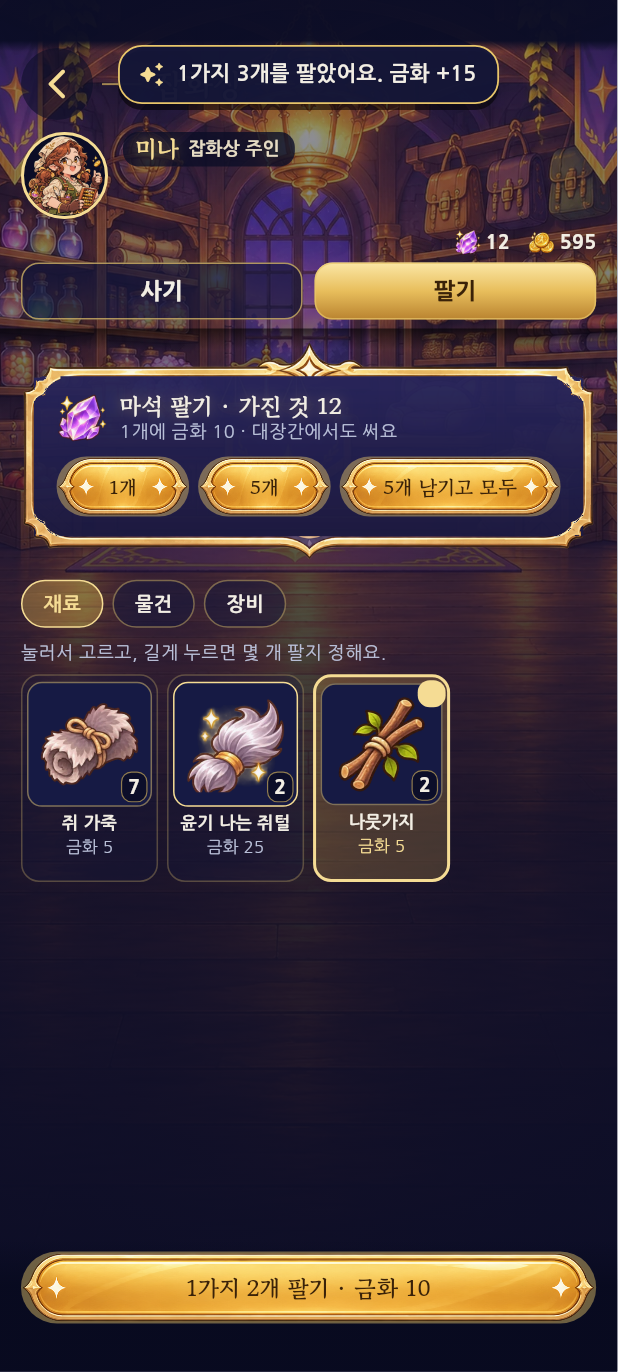 1가지 3개를 팔았어요. 금화 +15
미나 잡화상 주인
12 595
사기 팔기
마석 팔기 · 가진 것 12
1개에 금화 10 · 대장간에서도 써요
1개 5개 5개 남기고 모두
재료 물건 장비
눌러서 고르고, 길게 누르면 몇 개 팔지 정해요.
7 2 2
쥐 가죽 윤기 나는 쥐털 나뭇가지
금화 5 금화 25 금화 5
1가지 2개 팔기 · 금화 10